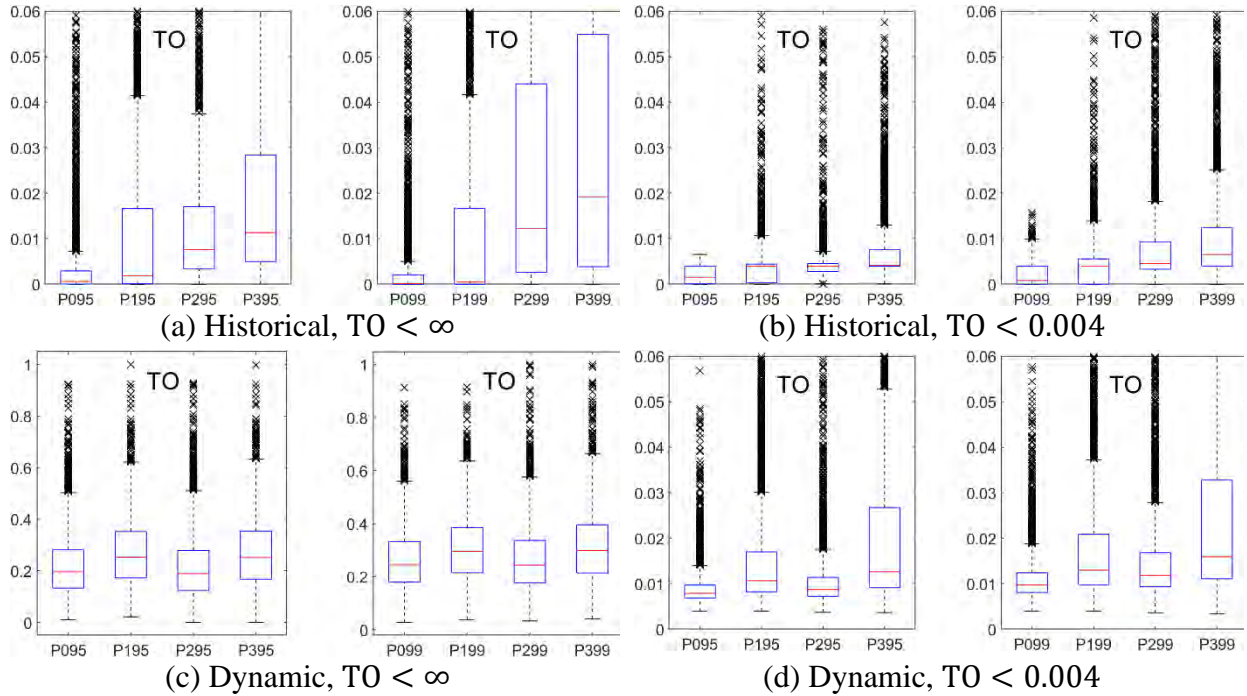 0.06 0.06 0.06 0.06
TO TO TO TO
0.05 0.05 0.05 0.05
0.04 0.04 0.04 0.04
0.03 0.03 0.03 0.03
0.02 0.02 0.02 0.02
0.01 0.01 0.01 0.01
0 0 0 0
P095 P195 P295 P395 P099 P199 P299 P399 P095 P195 P295 P395 P099 P199 P299 P399
(a) Historical, TO < ∞ (b) Historical, TO < 0.004
1 1 0.06 0.06
TO TO TO TO
0.8 0.8 0.05 0.05
0.6 0.6 0.04 0.04
0.4 0.4 0.03 0.03
0.2 0.2 0.02 0.02
0.01 0.01
0 0 0 0
P095 P195 P295 P395 P099 P199 P299 P399 P095 P195 P295 P395 P099 P199 P299 P399
(c) Dynamic, TO < ∞ (d) Dynamic, TO < 0.004